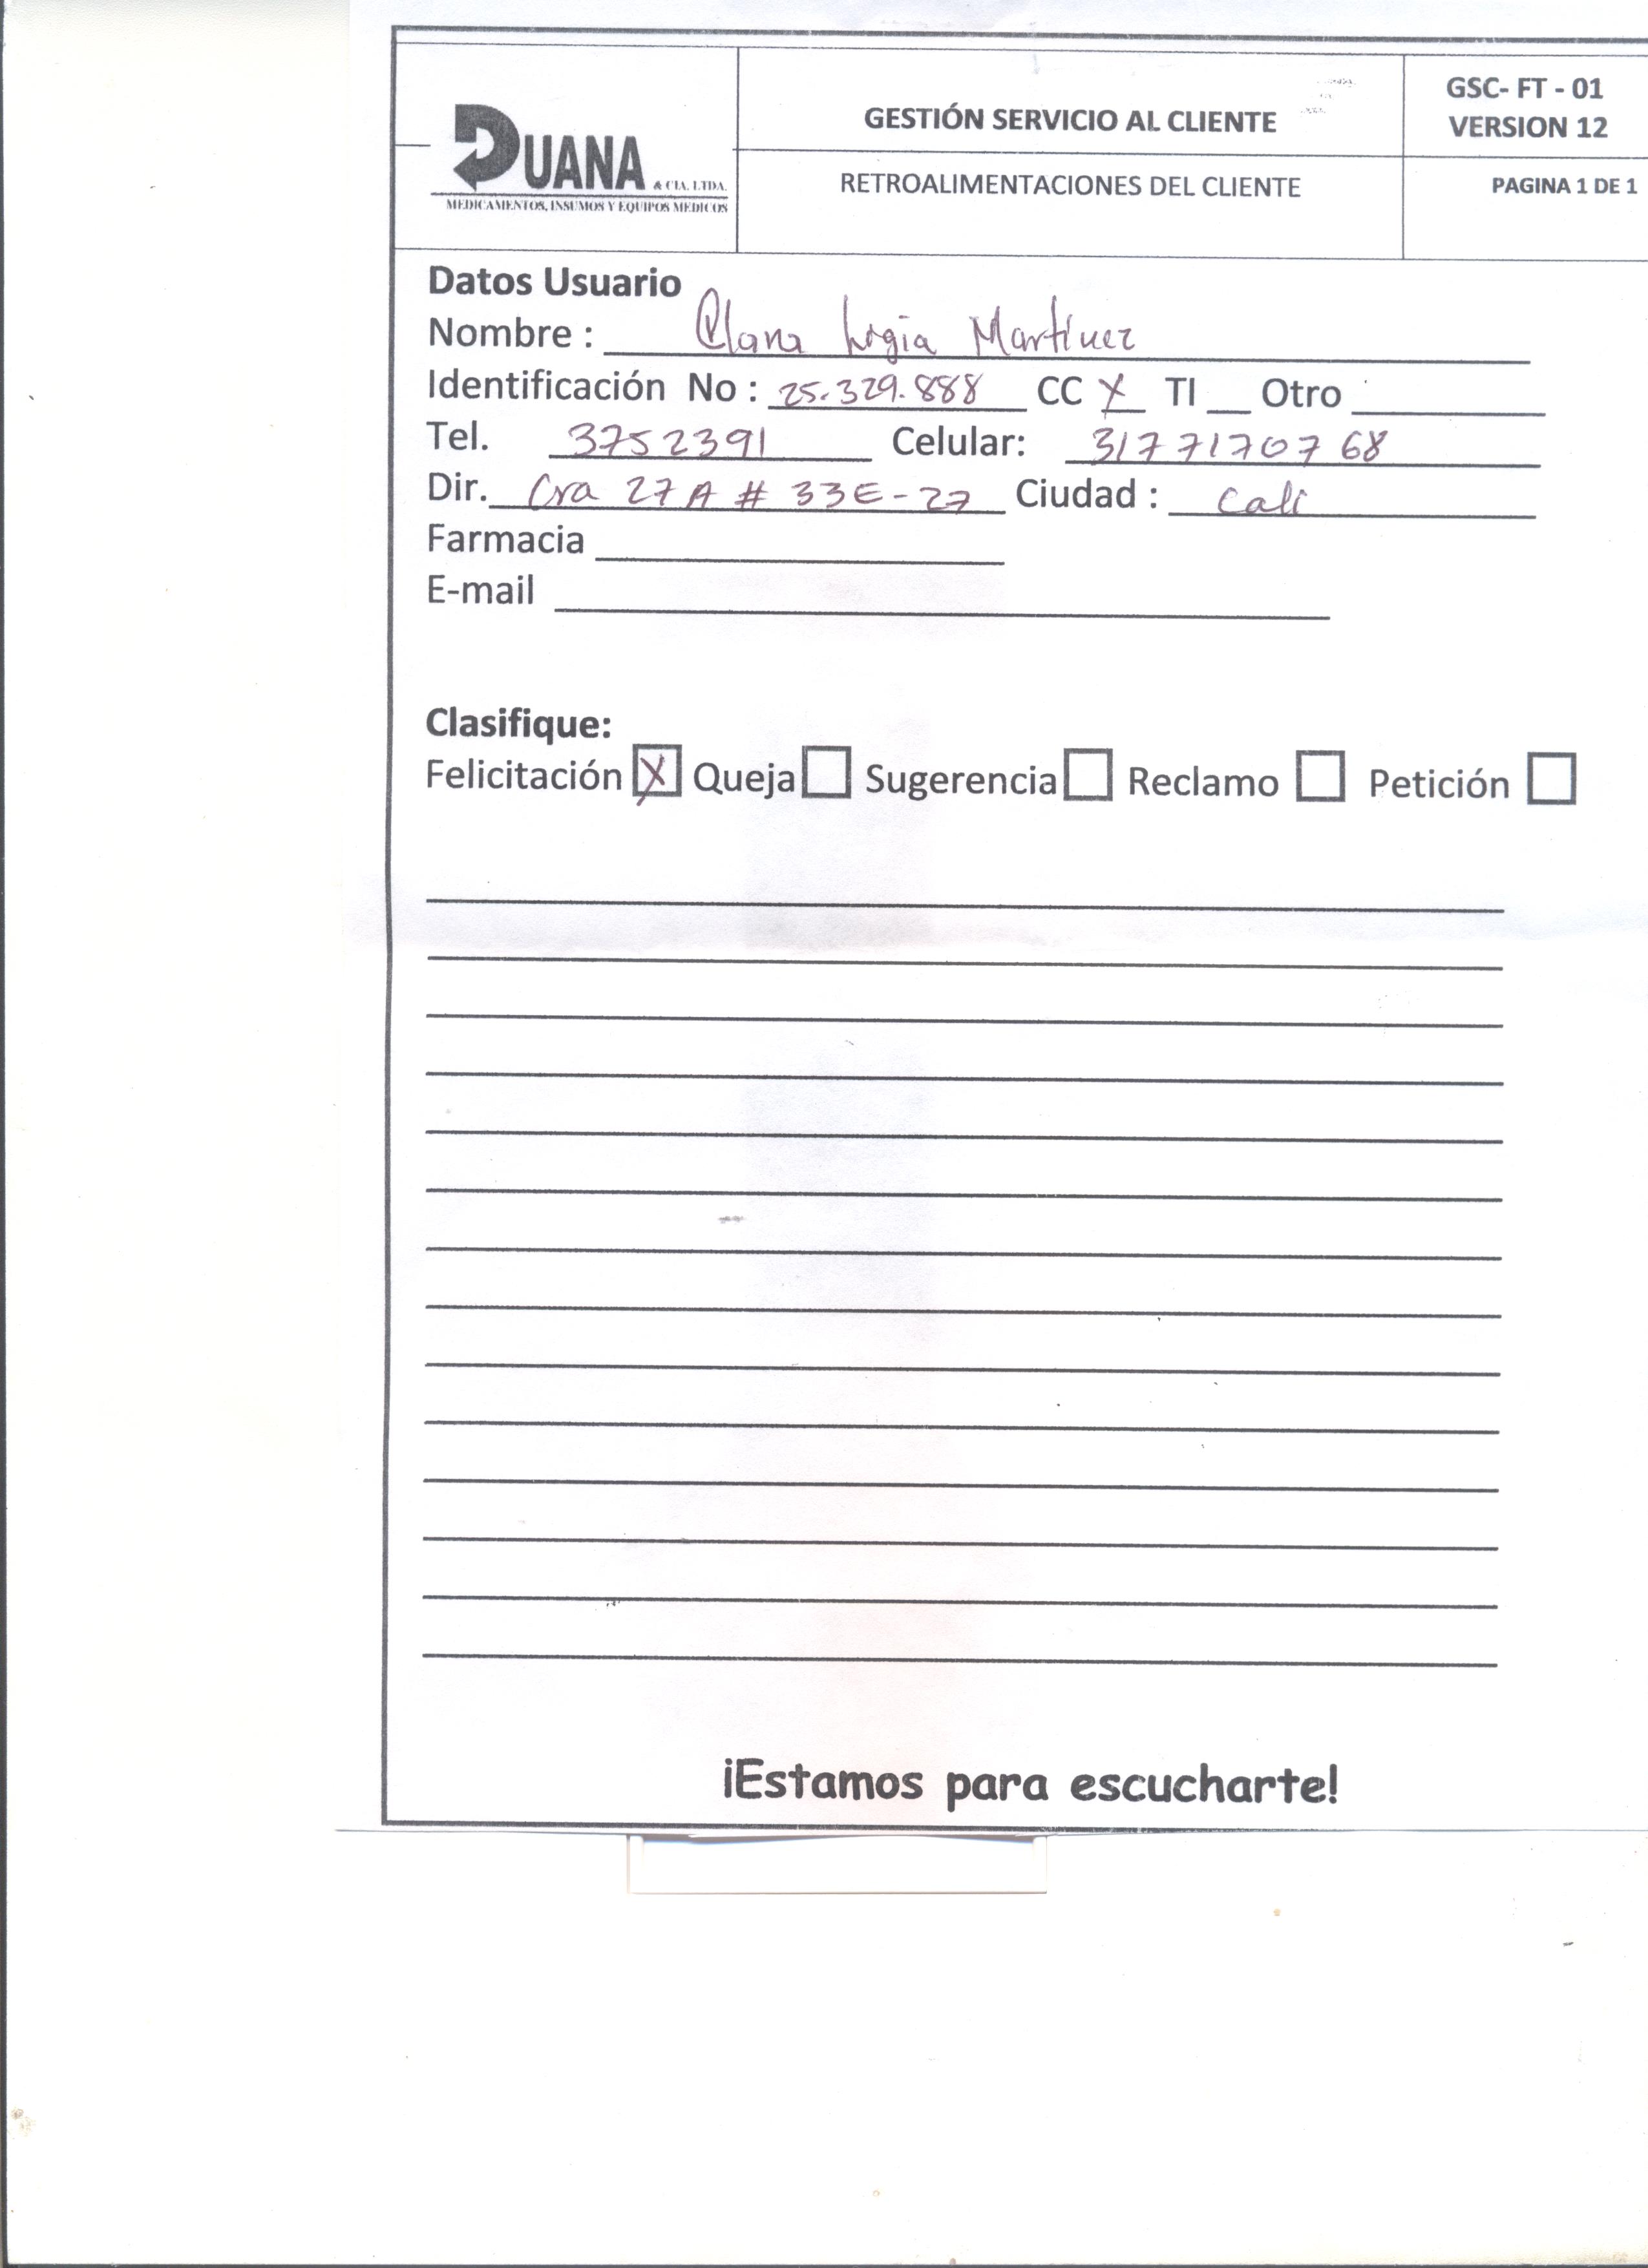 DUANA & CIA. LTDA.
MEDICAMENTOS, INSUMOS Y EQUIPOS MEDICOS
GESTIÓN SERVICIO AL CLIENTE
RETROALIMENTACIONES DEL CLIENTE
GSC- FT - 01
VERSION 12
PAGINA 1 DE 1
Datos Usuario
Nombre : Clara Ligia Martinez
Identificación No : 25.329.888 CC X TI __ Otro
Tel. 3752391 Celular: 3177170768
Dir. Cra 27A # 33E-27 Ciudad : Cali
Farmacia
E-mail
Clasifique:
Felicitación X Queja Sugerencia Reclamo Petición
¡Estamos para escucharte!